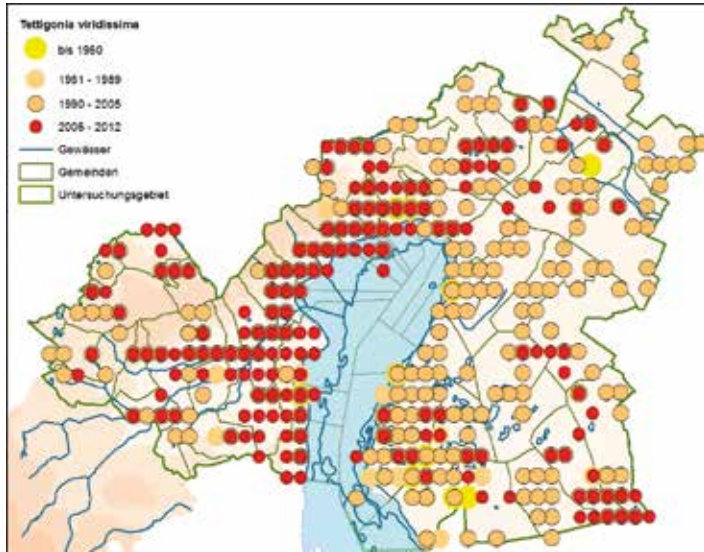 Tettigonia viridissima
bis 1960
1961 - 1989
1990 - 2005
2006 - 2012
Gewässer
Gemeinden
Untersuchungsgebiet